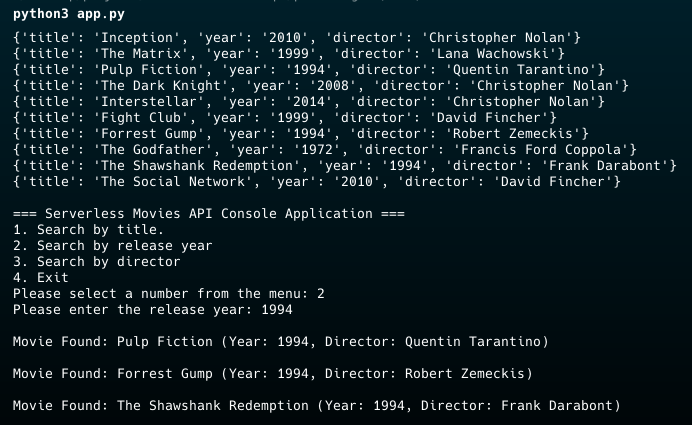 python3 app.py
{'title': 'Inception', 'year': '2010', 'director': 'Christopher Nolan'}
{'title': 'The Matrix', 'year': '1999', 'director': 'Lana Wachowski'}
{'title': 'Pulp Fiction', 'year': '1994', 'director': 'Quentin Tarantino'}
{'title': 'The Dark Knight', 'year': '2008', 'director': 'Christopher Nolan'}
{'title': 'Interstellar', 'year': '2014', 'director': 'Christopher Nolan'}
{'title': 'Fight Club', 'year': '1999', 'director': 'David Fincher'}
{'title': 'Forrest Gump', 'year': '1994', 'director': 'Robert Zemeckis'}
{'title': 'The Godfather', 'year': '1972', 'director': 'Francis Ford Coppola'}
{'title': 'The Shawshank Redemption', 'year': '1994', 'director': 'Frank Darabont'}
{'title': 'The Social Network', 'year': '2010', 'director': 'David Fincher'}
=== Serverless Movies API Console Application ===
1. Search by title.
2. Search by release year
3. Search by director
4. Exit
Please select a number from the menu: 2
Please enter the release year: 1994
Movie Found: Pulp Fiction (Year: 1994, Director: Quentin Tarantino)
Movie Found: Forrest Gump (Year: 1994, Director: Robert Zemeckis)
Movie Found: The Shawshank Redemption (Year: 1994, Director: Frank Darabont)